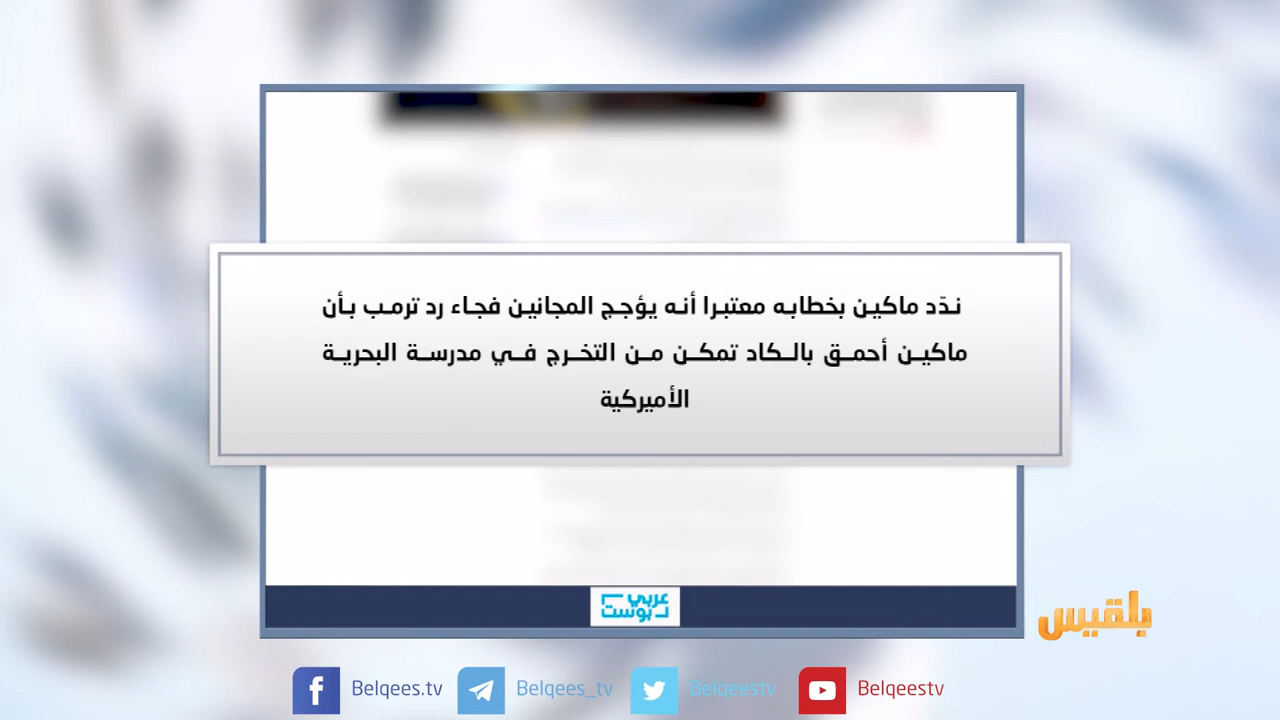 ندّد ماكين بخطابه معتبرا أنه يؤجج المجانين فجاء رد ترمب بأن
ماكين أحمق بالكاد تمكن من التخرج في مدرسة البحرية
الأميركية
عربي
بوست
بلقيس
Belqees.tv Belqees_tv Belqeestv Belqeestv